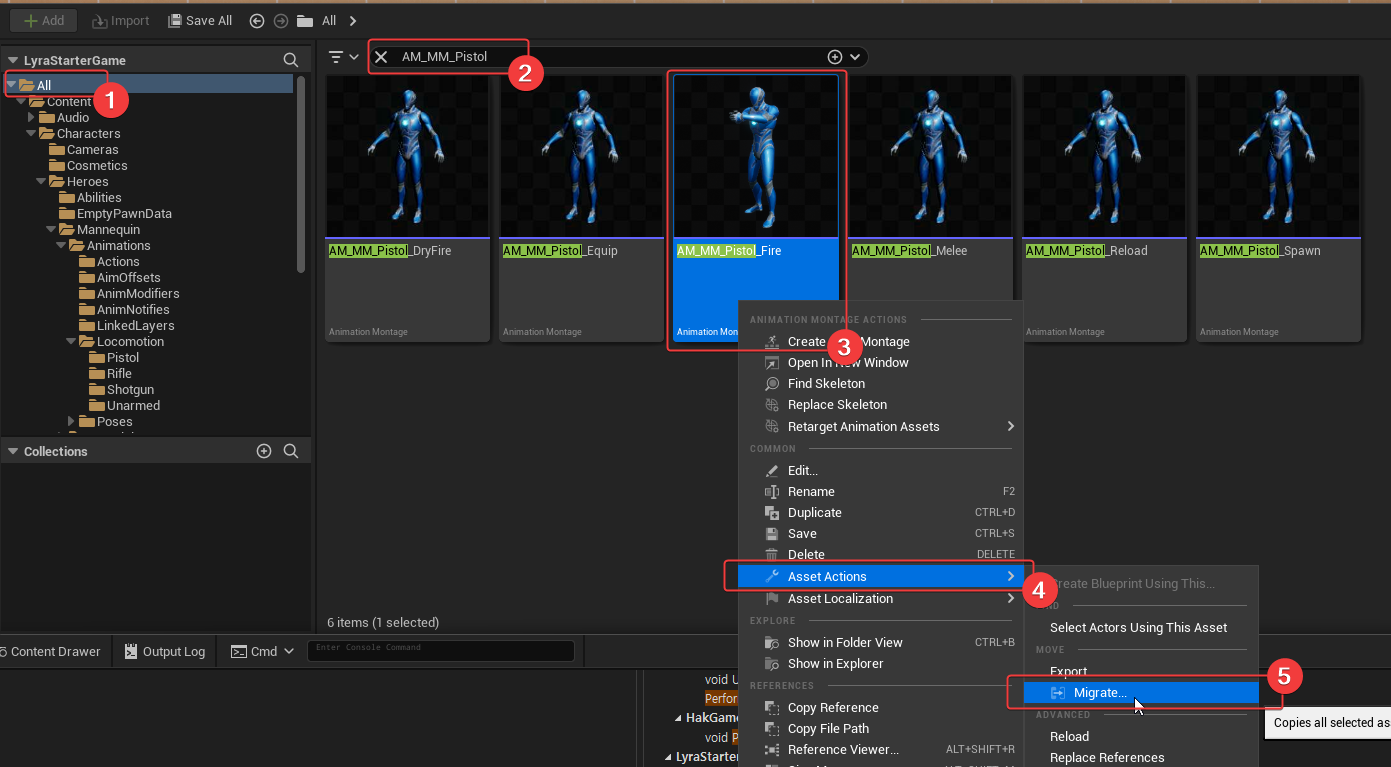 Add
Import
Save All
All
LyraStarterGame
AM_MM_Pistol
2
All
1
Content
Audio
Characters
Cameras
Cosmetics
Heroes
Abilities
EmptyPawnData
Mannequin
Animations
Actions
AimOffsets
AnimModifiers
AnimNotifies
LinkedLayers
Locomotion
Pistol
Rifle
Shotgun
Unarmed
Poses
Collections
AM_MM_Pistol_DryFire
Animation Montage
AM_MM_Pistol_Equip
Animation Montage
AM_MM_Pistol_Fire
Animation Mon
AM_MM_Pistol_Melee
AM_MM_Pistol_Reload
Animation Montage
AM_MM_Pistol_Spawn
Animation Montage
3
6 items (1 selected)
ANIMATION MONTAGE ACTIONS
Create Montage
Open In New Window
Find Skeleton
Replace Skeleton
Retarget Animation Assets
COMMON
Edit...
Rename F2
Duplicate CTRL+D
Save CTRL+S
Delete DELETE
Asset Actions
4
Asset Localization
EXPLORE
Show in Folder View CTRL+B
Show in Explorer
REFERENCES
Copy Reference
Copy File Path
Reference Viewer... ALT+SHIFT+R
Create Blueprint Using This...
Select Actors Using This Asset
MOVE
Export
Migrate...
5
ADVANCED
Reload
Replace References
Copies all selected as
Content Drawer
Output Log
Cmd
Enter Console Command
void U
Perfor
HakGame
void P
LyraStarter